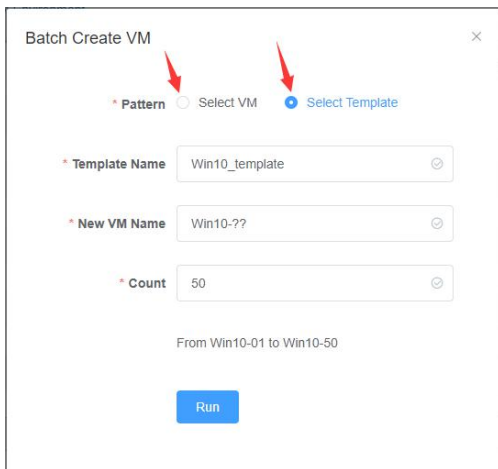 Batch Create VM
* Pattern Select VM Select Template
* Template Name Win10_template
* New VM Name Win10-??
* Count 50
From Win10-01 to Win10-50
Run